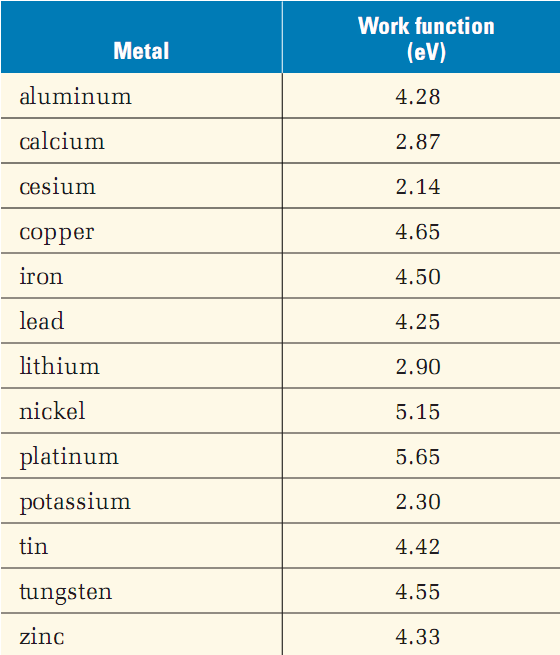 Metal Work function (eV)
aluminum 4.28
calcium 2.87
cesium 2.14
copper 4.65
iron 4.50
lead 4.25
lithium 2.90
nickel 5.15
platinum 5.65
potassium 2.30
tin 4.42
tungsten 4.55
zinc 4.33